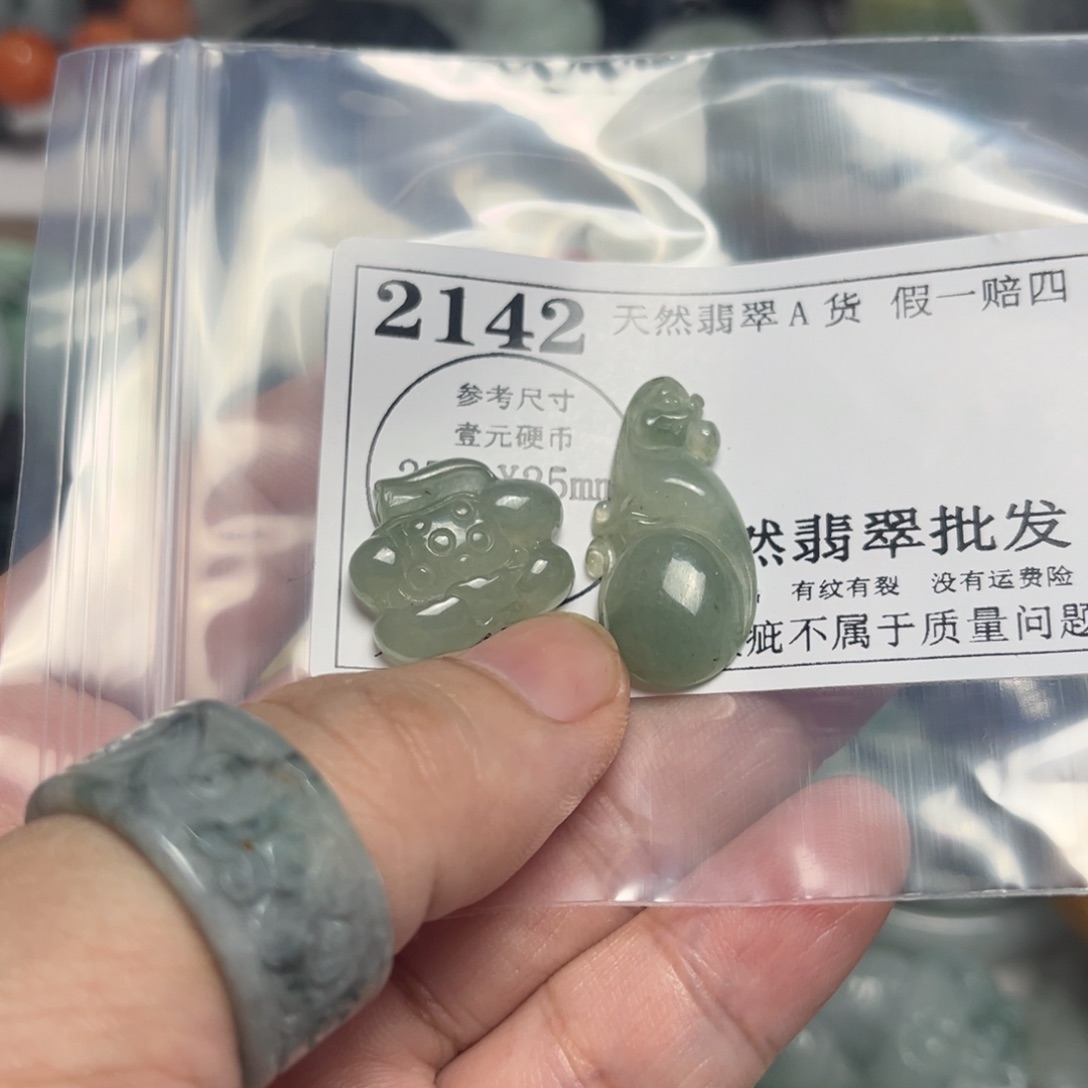 2142 天然翡翠A货 假一赔四
参考尺寸
壹元硬币
X25mm
然翡翠批发
有纹有裂 没有运费险
疵不属于质量问题